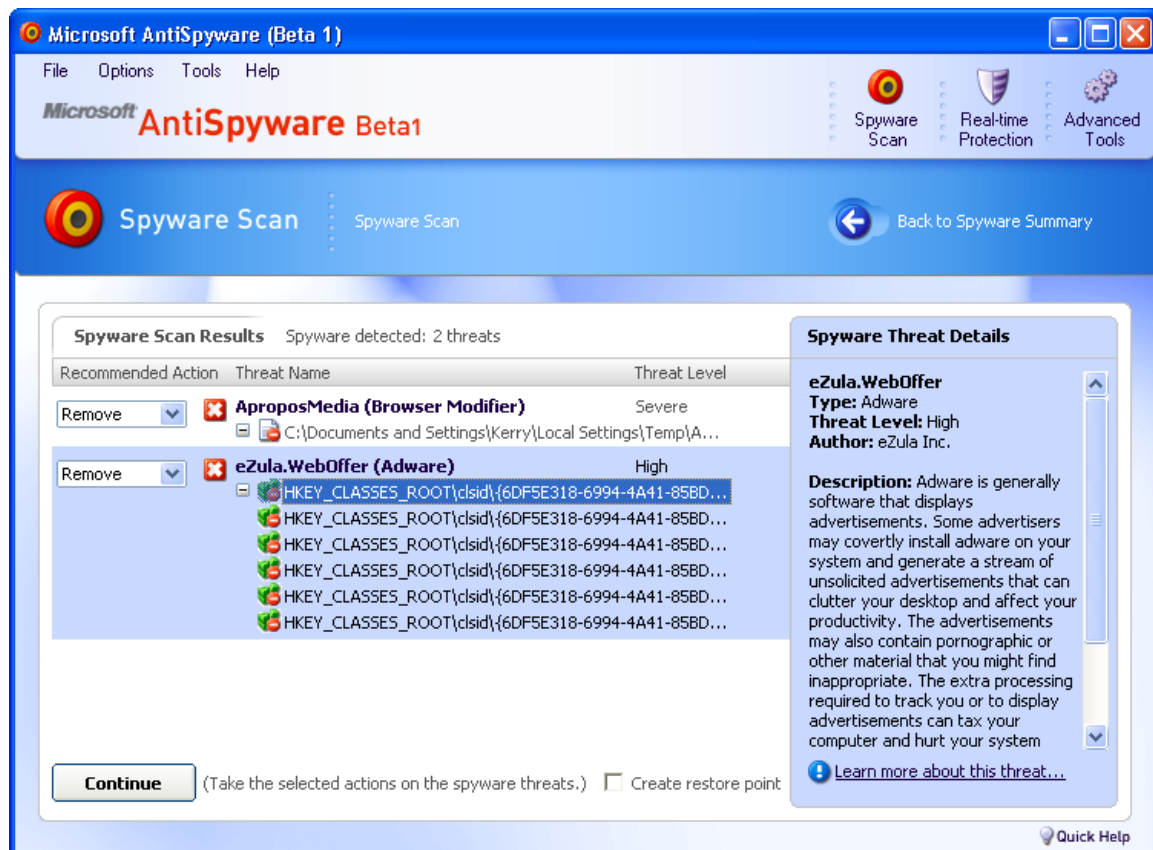 Microsoft AntiSpyware (Beta 1)
File Options Tools Help
Microsoft AntiSpyware Beta1
Spyware Scan
Real-time Protection
Advanced Tools
Spyware Scan
Spyware Scan
Back to Spyware Summary
Spyware Scan Results Spyware detected: 2 threats
Recommended Action Threat Name Threat Level
Remove AproposMedia (Browser Modifier) Severe
C:\Documents and Settings\Kerry\Local Settings\Temp\A...
Remove eZula.WebOffer (Adware) High
HKEY_CLASSES_ROOT\clsid\{6DF5E318-6994-4A41-85BD...
HKEY_CLASSES_ROOT\clsid\{6DF5E318-6994-4A41-85BD...
HKEY_CLASSES_ROOT\clsid\{6DF5E318-6994-4A41-85BD...
HKEY_CLASSES_ROOT\clsid\{6DF5E318-6994-4A41-85BD...
HKEY_CLASSES_ROOT\clsid\{6DF5E318-6994-4A41-85BD...
HKEY_CLASSES_ROOT\clsid\{6DF5E318-6994-4A41-85BD...
Continue (Take the selected actions on the spyware threats.) Create restore point
Spyware Threat Details
eZula.WebOffer
Type: Adware
Threat Level: High
Author: eZula Inc.
Description: Adware is generally
software that displays
advertisements. Some advertisers
may covertly install adware on your
system and generate a stream of
unsolicited advertisements that can
clutter your desktop and affect your
productivity. The advertisements
may also contain pornographic or
other material that you might find
inappropriate. The extra processing
required to track you or to display
advertisements can tax your
computer and hurt your system
Learn more about this threat...
Quick Help